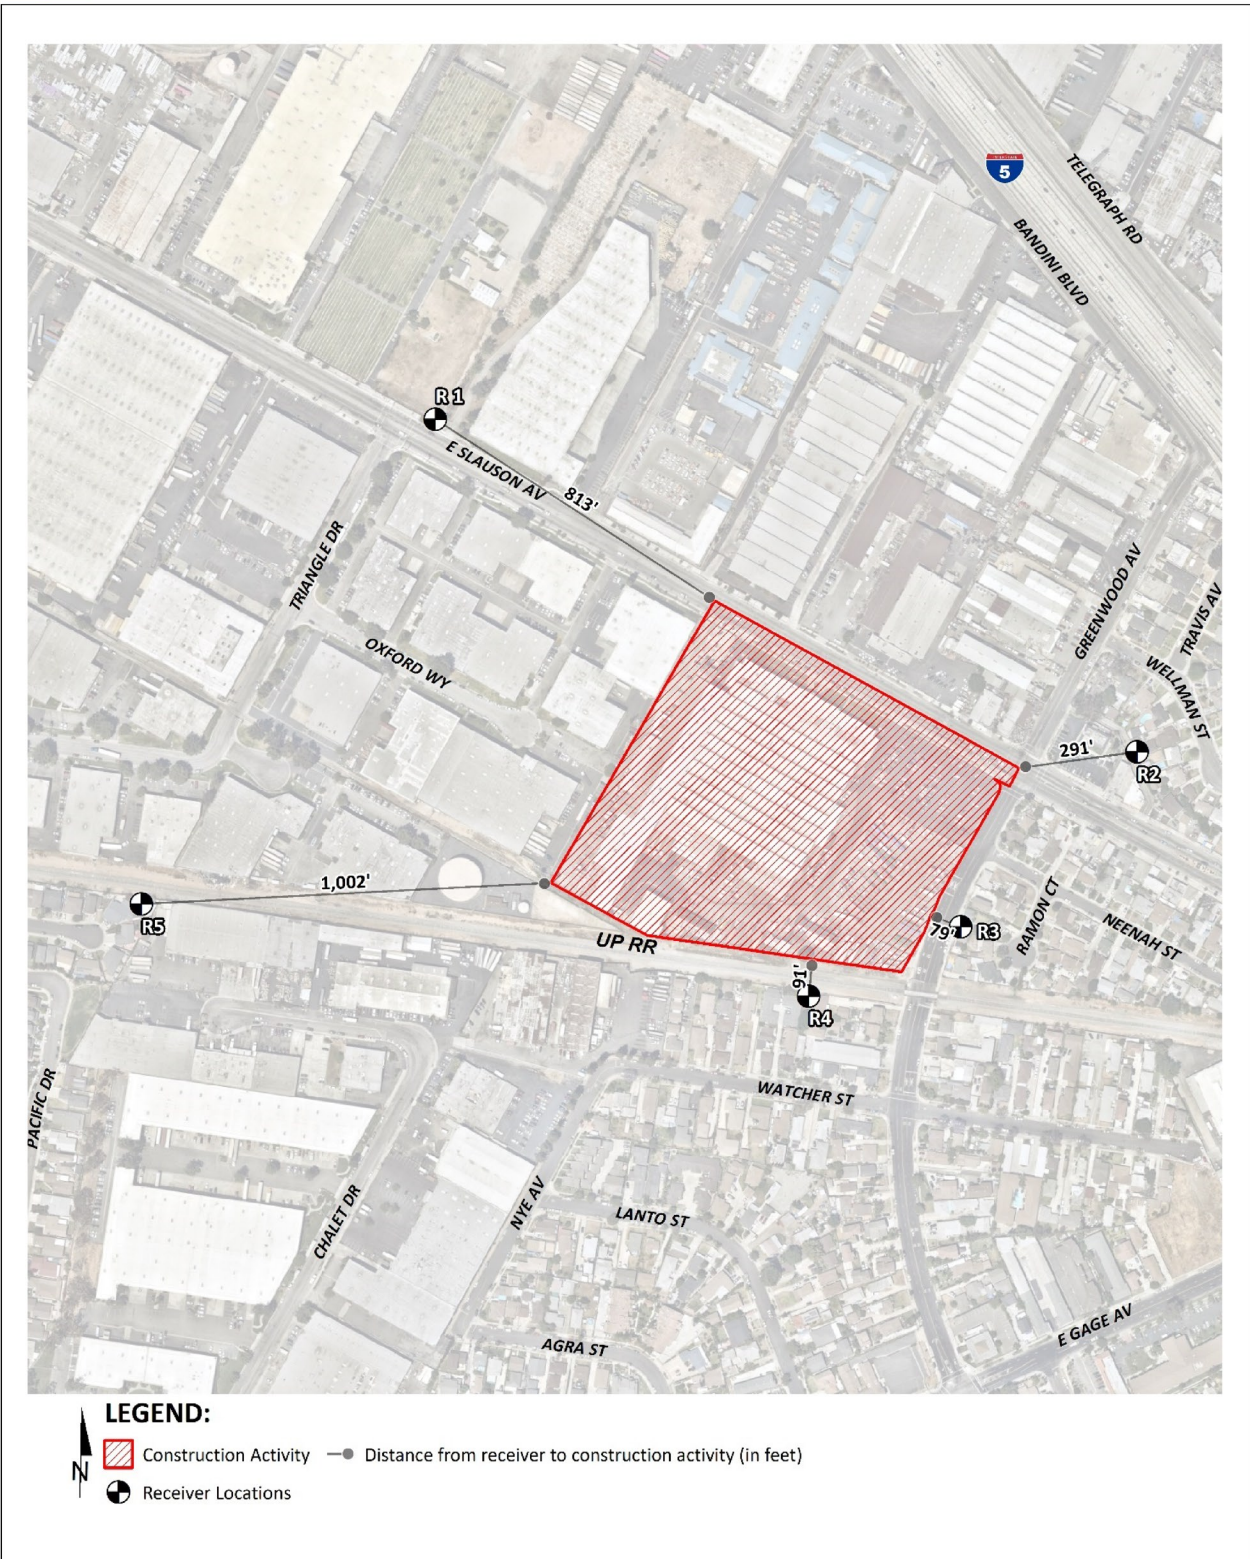 5
TELEGRAPH RD
BANDINI BLVD
R 1
E SLAUSON AV
813'
TRIANGLE DR
OXFORD WY
GREENWOOD AV
TRAVIS AV
WELLMAN ST
291'
R2
1,002'
R5
UP RR
79'
R3
RAMON CT
NEENAH ST
91'
R4
PACIFIC DR
WATCHER ST
CHALET DR
NYE AV
LANTO ST
AGRA ST
E GAGE AV
LEGEND:
N
Construction Activity
Distance from receiver to construction activity (in feet)
Receiver Locations